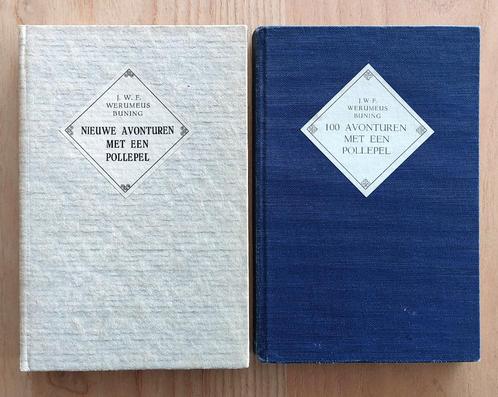 J. W. F.
WERUMEUS
BUNING
NIEUWE AVONTUREN
MET EEN
POLLEPEL
J. W. F.
WERUMEUS
BUNING
100 AVONTUREN
MET EEN
POLLEPEL